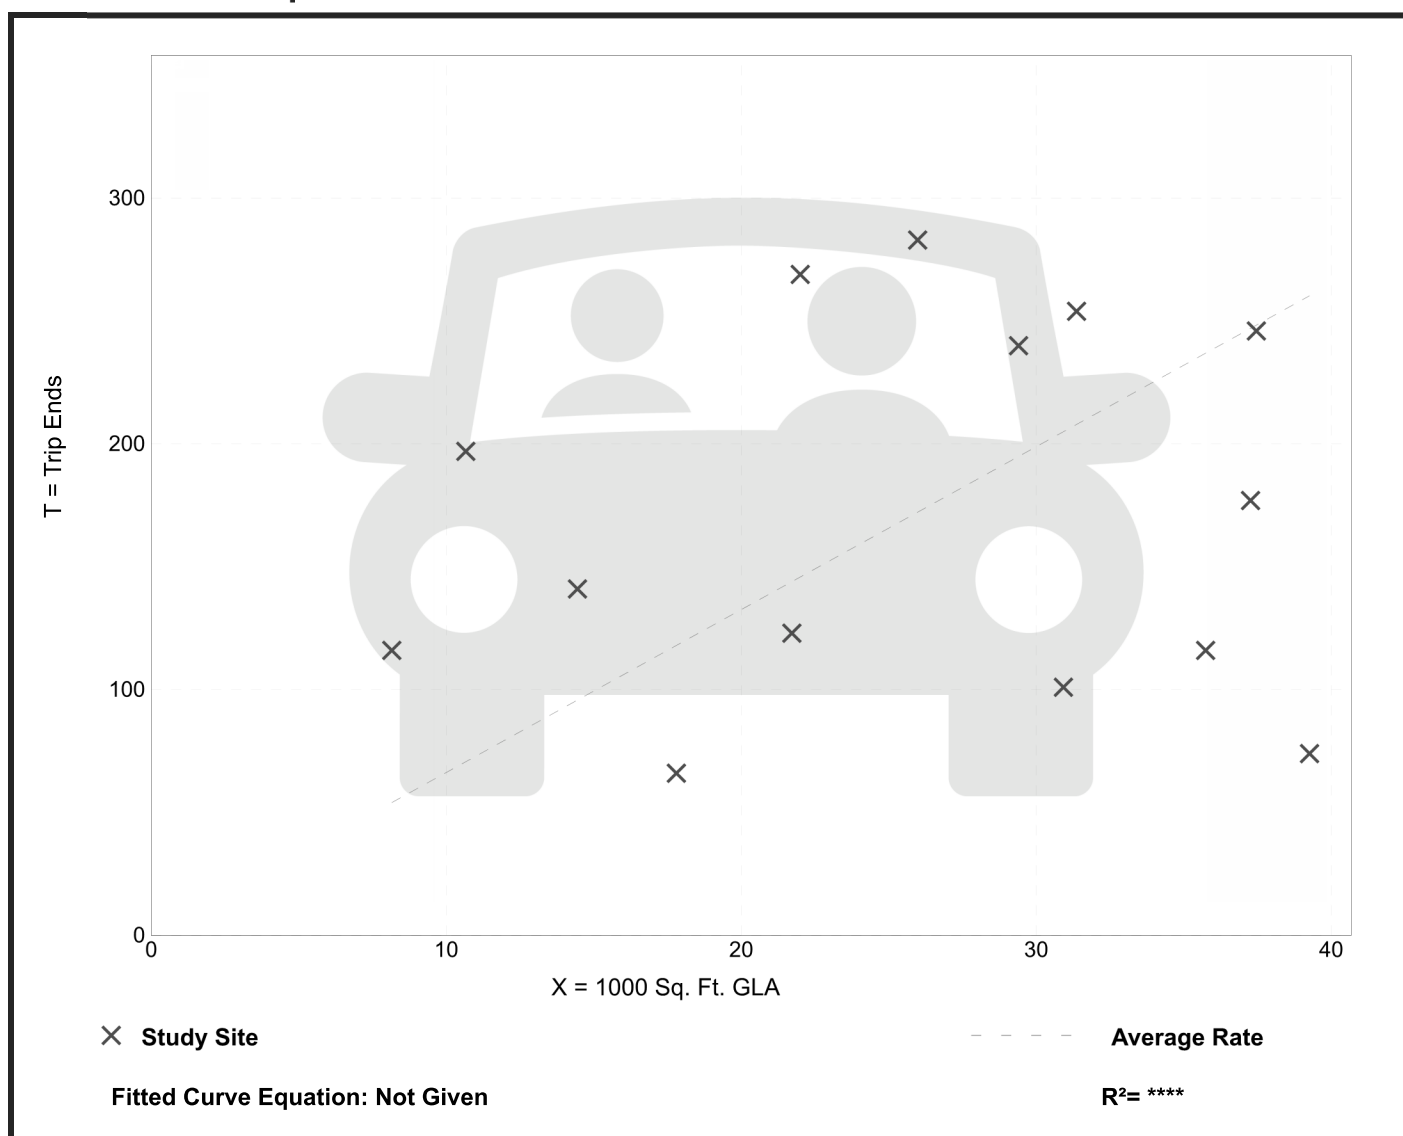 300
200
100
0
T = Trip Ends
0 10 20 30 40
X = 1000 Sq. Ft. GLA
Study Site Average Rate
Fitted Curve Equation: Not Given R²= ****